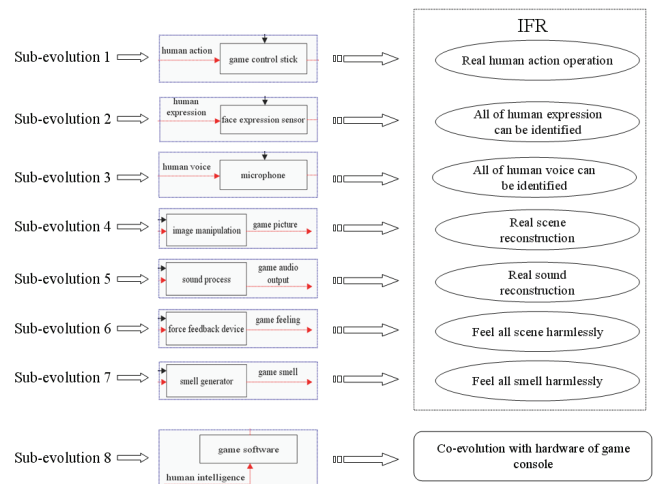 IFR
Sub-evolution 1
human action
game control stick
Real human action operation
Sub-evolution 2
human
expression
face expression sensor
All of human expression
can be identified
Sub-evolution 3
human voice
microphone
All of human voice can
be identified
Sub-evolution 4
image manipulation
game picture
Real scene
reconstruction
Sub-evolution 5
sound process
game audio
output
Real sound
reconstruction
Sub-evolution 6
force feedback device
game feeling
Feel all scene harmlessly
Sub-evolution 7
smell generator
game smell
Feel all smell harmlessly
Sub-evolution 8
game software
human intelligence
Co-evolution with hardware of game
console